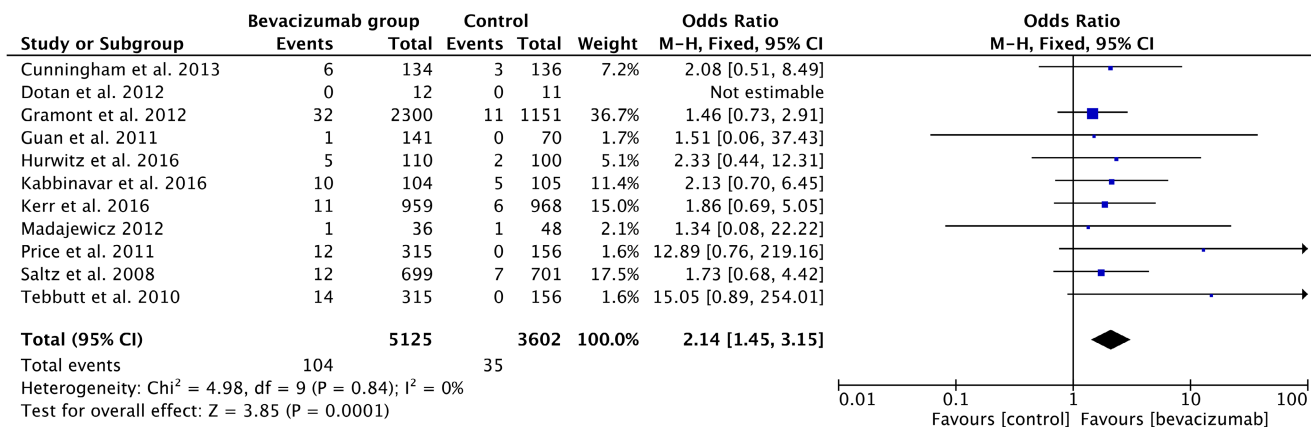 Bevacizumab group Control Odds Ratio Odds Ratio
Study or Subgroup Events Total Events Total Weight M-H, Fixed, 95% CI M-H, Fixed, 95% CI
Cunningham et al. 2013 6 134 3 136 7.2% 2.08 [0.51, 8.49]
Dotan et al. 2012 0 12 0 11 Not estimable
Gramont et al. 2012 32 2300 11 1151 36.7% 1.46 [0.73, 2.91]
Guan et al. 2011 1 141 0 70 1.7% 1.51 [0.06, 37.43]
Hurwitz et al. 2016 5 110 2 100 5.1% 2.33 [0.44, 12.31]
Kabbinavar et al. 2016 10 104 5 105 11.4% 2.13 [0.70, 6.45]
Kerr et al. 2016 11 959 6 968 15.0% 1.86 [0.69, 5.05]
Madajewicz 2012 1 36 1 48 2.1% 1.34 [0.08, 22.22]
Price et al. 2011 12 315 0 156 1.6% 12.89 [0.76, 219.16]
Saltz et al. 2008 12 699 7 701 17.5% 1.73 [0.68, 4.42]
Tebbutt et al. 2010 14 315 0 156 1.6% 15.05 [0.89, 254.01]
Total (95% CI) 5125 3602 100.0% 2.14 [1.45, 3.15]
Total events 104 35
Heterogeneity: Chi² = 4.98, df = 9 (P = 0.84); I² = 0%
Test for overall effect: Z = 3.85 (P = 0.0001)
0.01 0.1 1 10 100
Favours [control] Favours [bevacizumab]